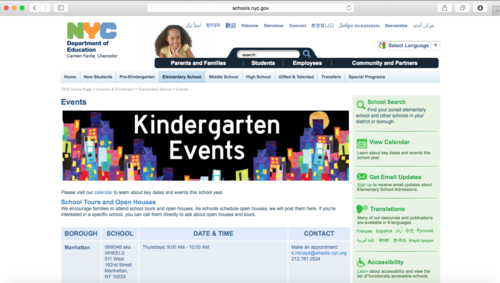 schools.nyc.gov
NYC
Department of
Education
Carmen Fariña, Chancellor
Welcome Bienvenue Bienvenidos
search
Select Language
Parents and Families Students Employees Community and Partners
Home New Students Pre-Kindergarten Elementary School Middle School High School Gifted & Talented Transfers Special Programs
DOE Home Page > Choices & Enrollment > Elementary School > Events
Events
Kindergarten
Events
Please visit our calendar to learn about key dates and events this school year.
School Tours and Open Houses
We encourage families to attend school tours and open houses. As schools schedule open houses, we will post them here. If you're
interested in a specific school, you can call them directly to ask about open houses and tours.
BOROUGH SCHOOL DATE & TIME CONTACT
Manhattan
06M348 aka
WHEELS
511 West
182nd Street
Manhattan,
NY 10033
Thursdays; 9:00 AM - 10:00 AM
Make an appointment:
k.minaya@wheels.nyc.org
212.781.0524
School Search
Find your zoned elementary
school and other schools in your
district or borough.
View Calendar
Learn about key dates and events this
school year.
Get Email Updates
Sign up to receive email updates about
Elementary School Admissions.
Translations
Many of our resources and publications
are available in 9 languages.
Français Español اردو 中文 Русский
বাংলা العربية 한국어 Kreyòl Ayisyen
Accessibility
Learn about accessibility and view the
list of functionally accessible schools.